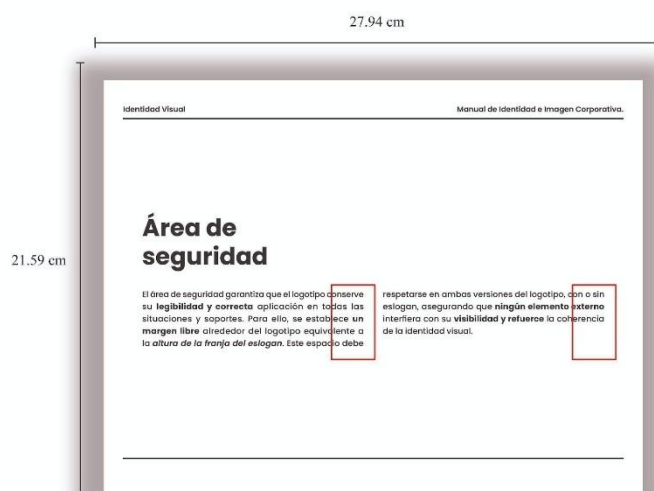 27.94 cm
21.59 cm
Identidad Visual
Manual de Identidad e Imagen Corporativa.
Área de
seguridad
El área de seguridad garantiza que el logotipo conserve
su legibilidad y correcta aplicación en todas las
situaciones y soportes. Para ello, se establece un
margen libre alrededor del logotipo equivalente a
la altura de la franja del eslogan. Este espacio debe
respetarse en ambas versiones del logotipo, con o sin
eslogan, asegurando que ningún elemento externo
interfiera con su visibilidad y refuerce la coherencia
de la identidad visual.